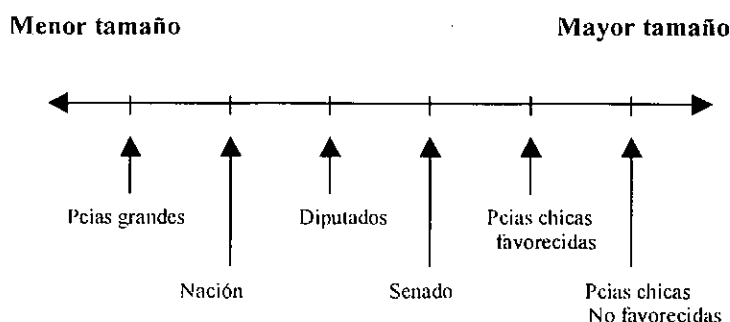 Menor tamaño
Mayor tamaño
Pcias grandes
Diputados
Pcias chicas
favorecidas
Nación
Senado
Pcias chicas
No favorecidas